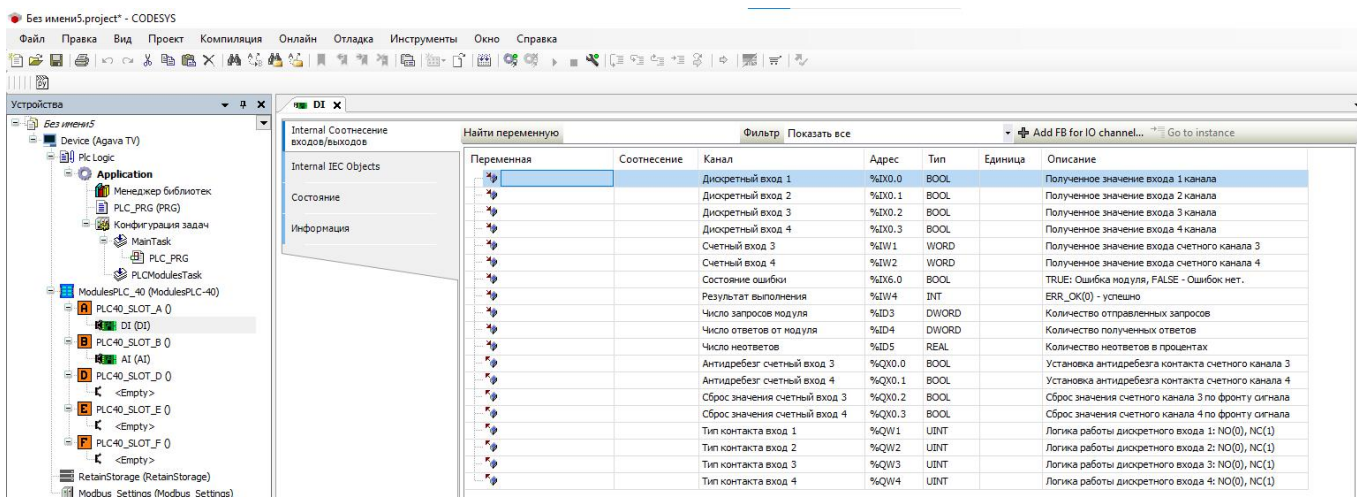 Без имени5.project* - CODESYS
Файл Правка Вид Проект Компиляция Онлайн Отладка Инструменты Окно Справка
Устройства
Без имени5
Device (Agava TV)
Plc Logic
Application
Менеджер библиотек
PLC_PRG (PRG)
Конфигурация задач
MainTask
PLC_PRG
PLCModulesTask
ModulesPLC_40 (ModulesPLC-40)
A PLC40_SLOT_A ()
DI (DI)
B PLC40_SLOT_B ()
AI (AI)
D PLC40_SLOT_D ()
<Empty>
E PLC40_SLOT_E ()
<Empty>
F PLC40_SLOT_F ()
<Empty>
RetainStorage (RetainStorage)
Modbus_Settings (Modbus_Settings)
DI
Internal Соотнесение входов/выходов
Internal IEC Objects
Состояние
Информация
Найти переменную Фильтр Показать все Add FB for IO channel... Go to instance
Переменная Соотнесение Канал Адрес Тип Единица Описание
Дискретный вход 1 %IX0.0 BOOL Полученное значение входа 1 канала
Дискретный вход 2 %IX0.1 BOOL Полученное значение входа 2 канала
Дискретный вход 3 %IX0.2 BOOL Полученное значение входа 3 канала
Дискретный вход 4 %IX0.3 BOOL Полученное значение входа 4 канала
Счетный вход 3 %IW1 WORD Полученное значение входа счетного канала 3
Счетный вход 4 %IW2 WORD Полученное значение входа счетного канала 4
Состояние ошибки %IX6.0 BOOL TRUE: Ошибка модуля, FALSE - Ошибок нет.
Результат выполнения %IW4 INT ERR_OK(0) - успешно
Число запросов модуля %ID3 DWORD Количество отправленных запросов
Число ответов от модуля %ID4 DWORD Количество полученных ответов
Число неответов %ID5 REAL Количество неответов в процентах
Антидребезг счетный вход 3 %QX0.0 BOOL Установка антидребезга контакта счетного канала 3
Антидребезг счетный вход 4 %QX0.1 BOOL Установка антидребезга контакта счетного канала 4
Сброс значения счетный вход 3 %QX0.2 BOOL Сброс значения счетного канала 3 по фронту сигнала
Сброс значения счетный вход 4 %QX0.3 BOOL Сброс значения счетного канала 4 по фронту сигнала
Тип контакта вход 1 %QW1 UINT Логика работы дискретного входа 1: NO(0), NC(1)
Тип контакта вход 2 %QW2 UINT Логика работы дискретного входа 2: NO(0), NC(1)
Тип контакта вход 3 %QW3 UINT Логика работы дискретного входа 3: NO(0), NC(1)
Тип контакта вход 4 %QW4 UINT Логика работы дискретного входа 4: NO(0), NC(1)